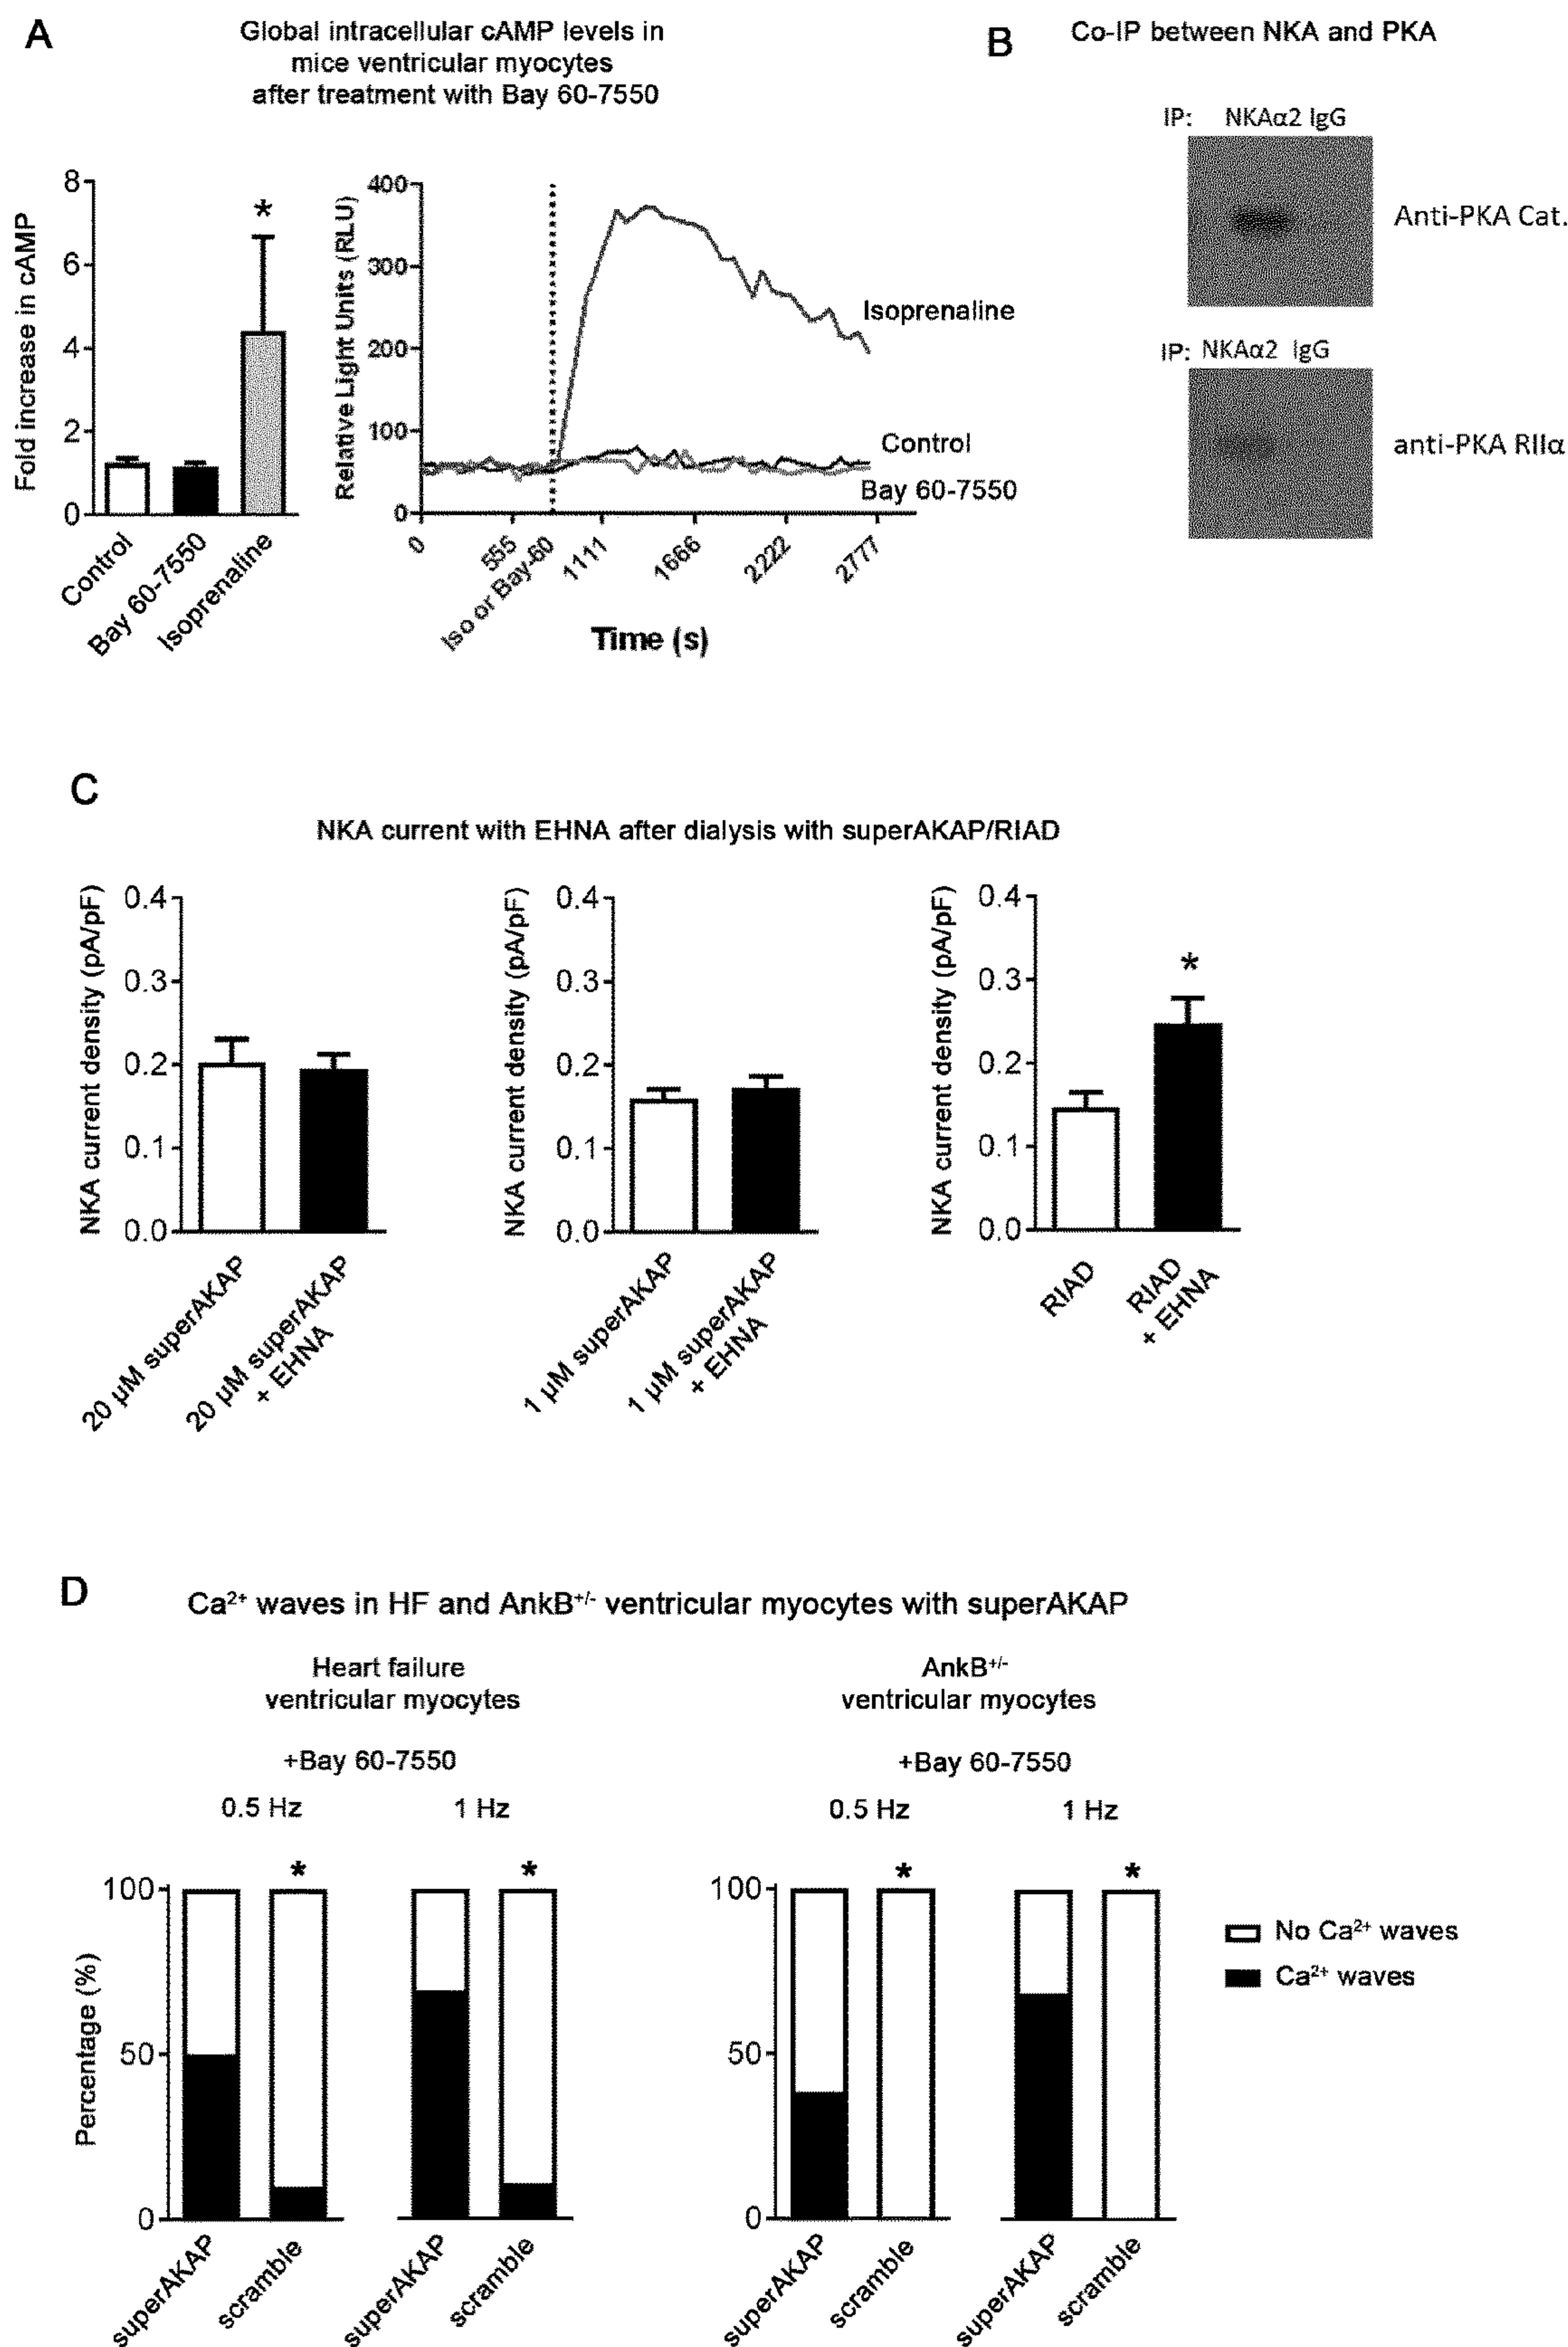 A
Global intracellular cAMP levels in
mice ventricular myocytes
after treatment with Bay 60-7550
Fold increase in cAMP
8
6
4
2
0
*
Control
Bay 60-7550
Isoprenaline
Relative Light Units (RLU)
400
300
200
100
0
Isoprenaline
Control
Bay 60-7550
0
555
Iso or Bay-60
1111
1666
2222
2777
Time (s)
B
Co-IP between NKA and PKA
IP: NKAα2 IgG
Anti-PKA Cat.
IP: NKAα2 IgG
anti-PKA RIIα
C
NKA current with EHNA after dialysis with superAKAP/RIAD
NKA current density (pA/pF)
0.4
0.3
0.2
0.1
0.0
20 µM superAKAP
20 µM superAKAP
+ EHNA
NKA current density (pA/pF)
0.4
0.3
0.2
0.1
0.0
1 µM superAKAP
1 µM superAKAP
+ EHNA
NKA current density (pA/pF)
0.4
0.3
0.2
0.1
0.0
*
RIAD
RIAD
+ EHNA
D
Ca²⁺ waves in HF and AnkB⁺/⁻ ventricular myocytes with superAKAP
Heart failure
ventricular myocytes
+Bay 60-7550
0.5 Hz
1 Hz
Percentage (%)
100
50
0
*
*
superAKAP
scramble
superAKAP
scramble
AnkB⁺/⁻
ventricular myocytes
+Bay 60-7550
0.5 Hz
1 Hz
100
50
0
*
*
superAKAP
scramble
superAKAP
scramble
No Ca²⁺ waves
Ca²⁺ waves